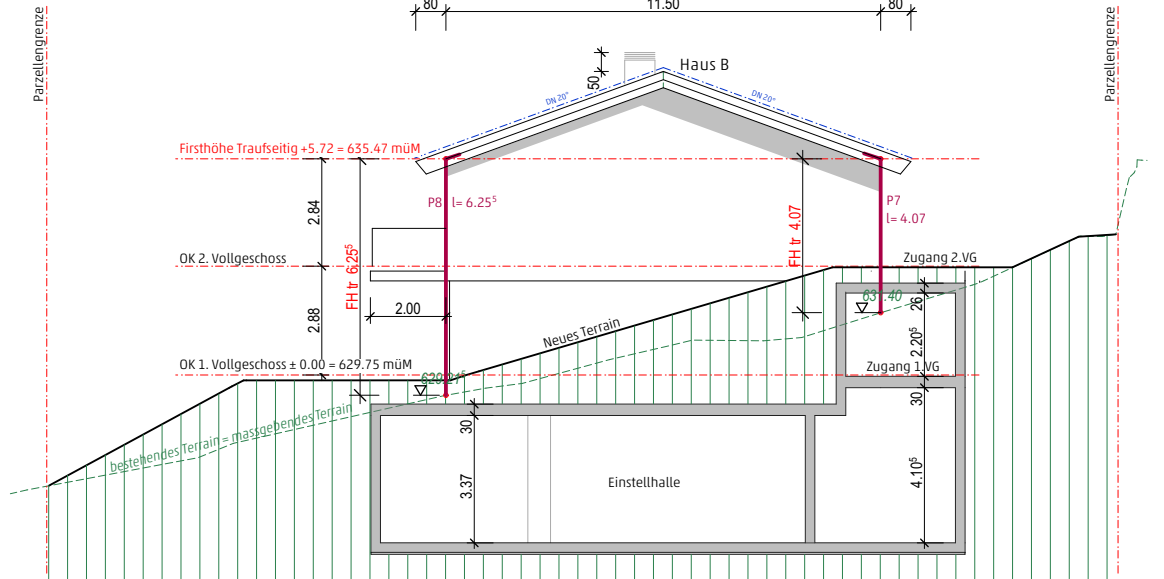 80
11.50
80
Parzellengrenze
Parzellengrenze
Haus B
50
DN 20°
DN 20°
Firsthöhe Traufseitig +5.72 = 635.47 müM
2.84
P8 l= 6.25⁵
P7
l= 4.07
FH tr 6.25⁵
FH tr 4.07
OK 2. Vollgeschoss
Zugang 2.VG
631.40
26
2.00
2.88
Neues Terrain
2.20⁵
OK 1. Vollgeschoss ± 0.00 = 629.75 müM
Zugang 1.VG
629.21⁵
30
bestehendes Terrain = massgebendes Terrain
30
3.37
Einstellhalle
4.10⁵